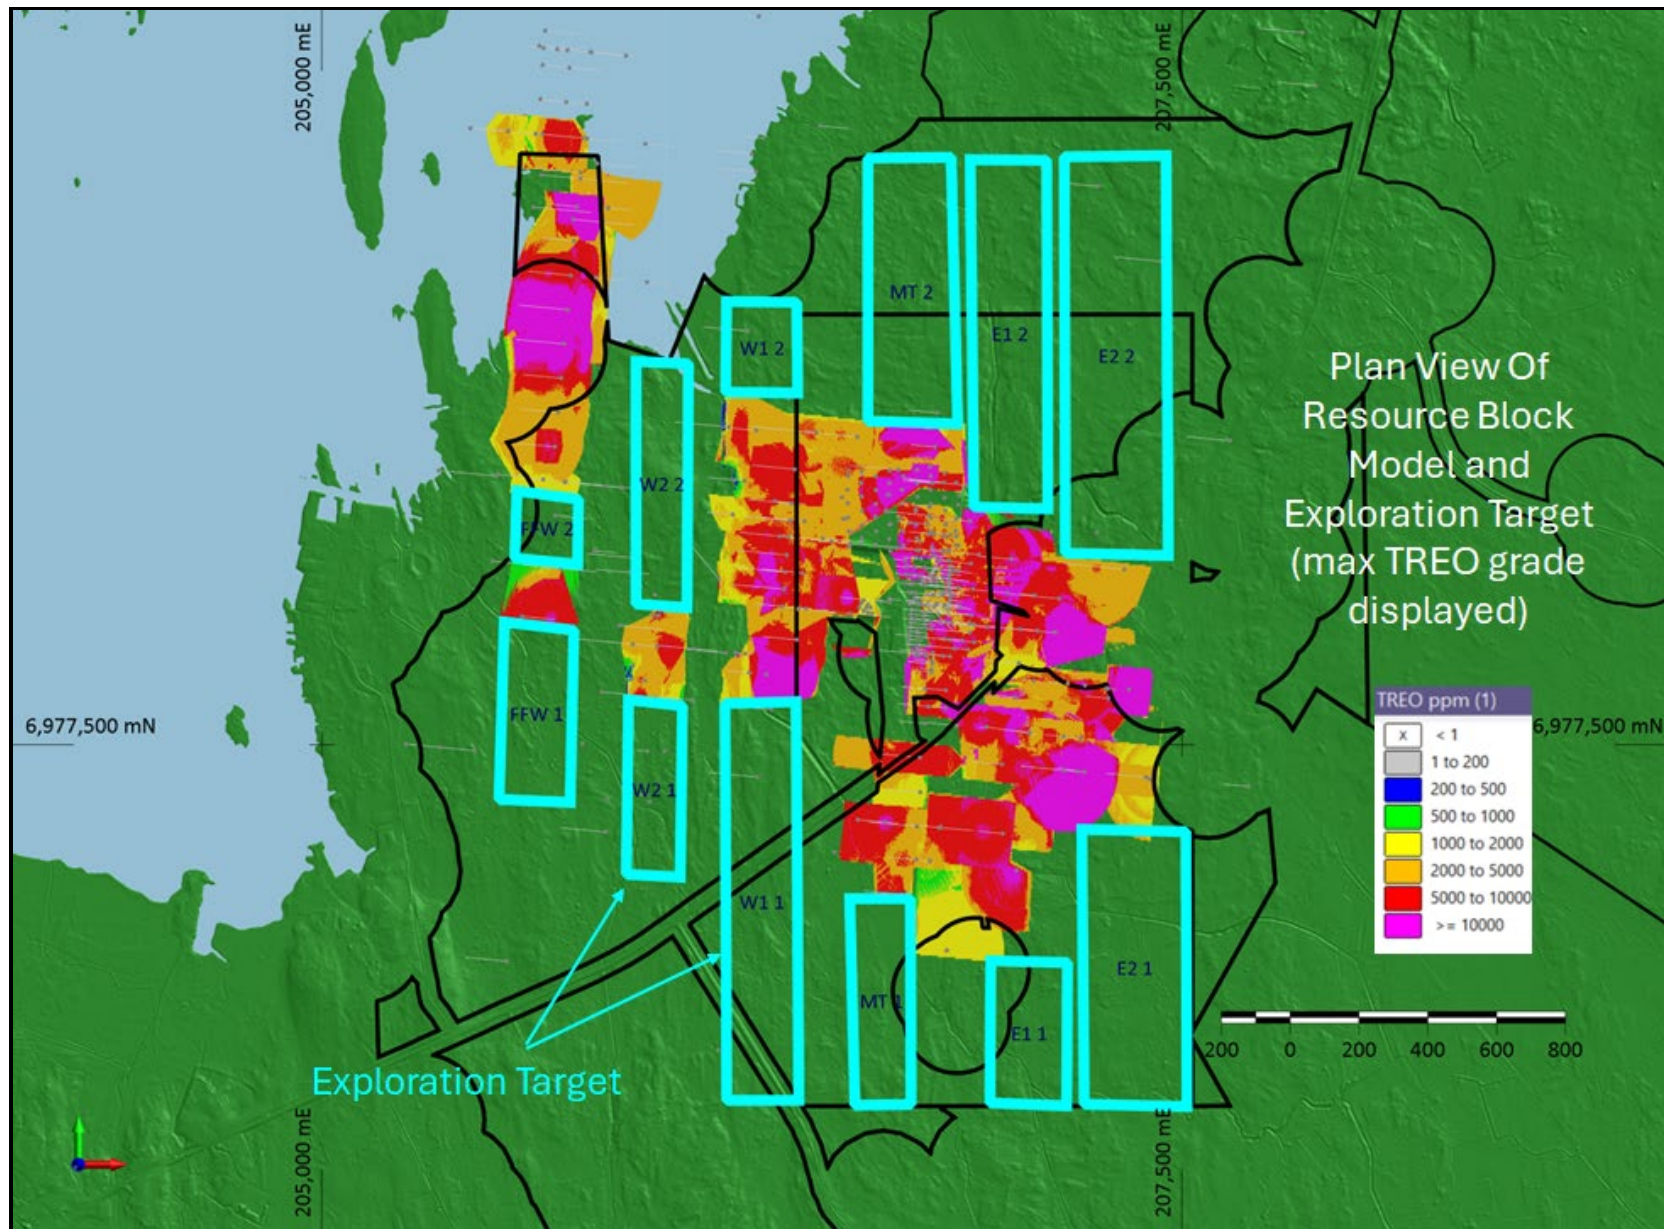 205,000 mE
207,500 mE
MT 2
E1 2
E2 2
W1 2
W2 2
FFW 2
FFW 1
W2 1
W1 1
MT 1
E1 1
E2 1
Plan View Of
Resource Block
Model and
Exploration Target
(max TREO grade
displayed)
6,977,500 mN
6,977,500 mN
TREO ppm (1)
x < 1
1 to 200
200 to 500
500 to 1000
1000 to 2000
2000 to 5000
5000 to 10000
>= 10000
200 0 200 400 600 800
Exploration Target
205,000 mE
207,500 mE